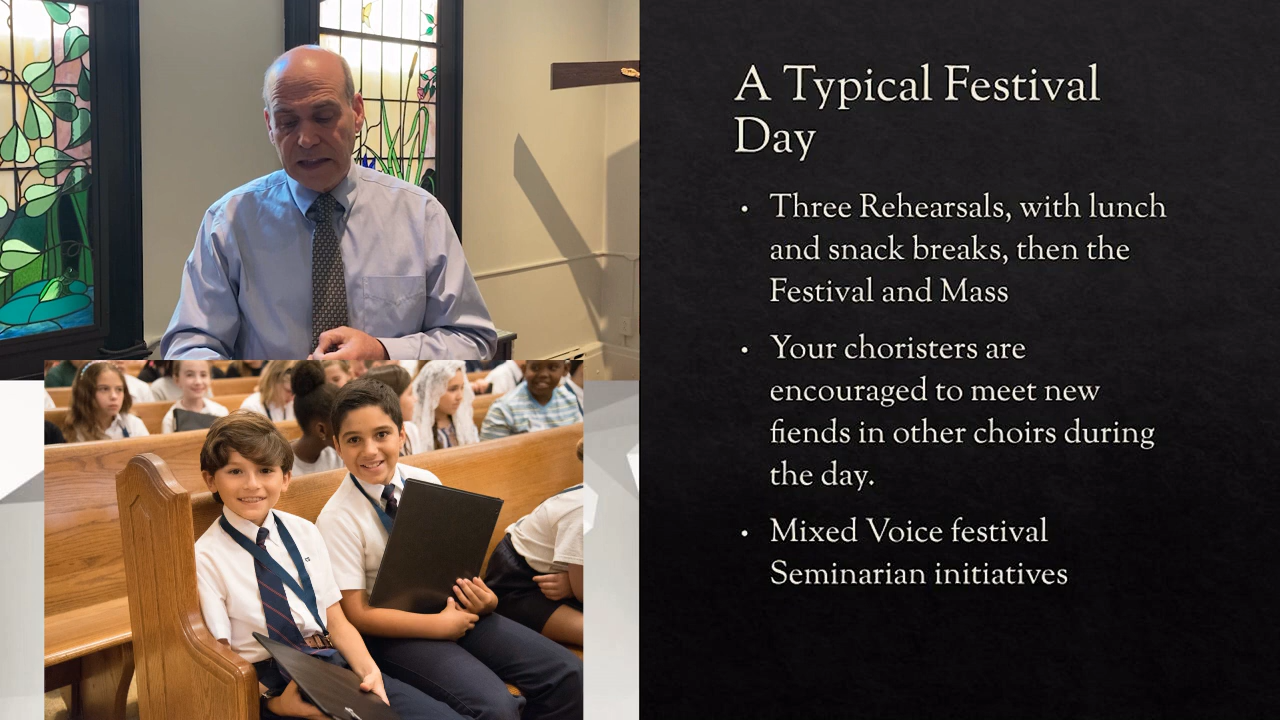 A Typical Festival
Day
• Three Rehearsals, with lunch
and snack breaks, then the
Festival and Mass
• Your choristers are
encouraged to meet new
fiends in other choirs during
the day.
• Mixed Voice festival
Seminarian initiatives